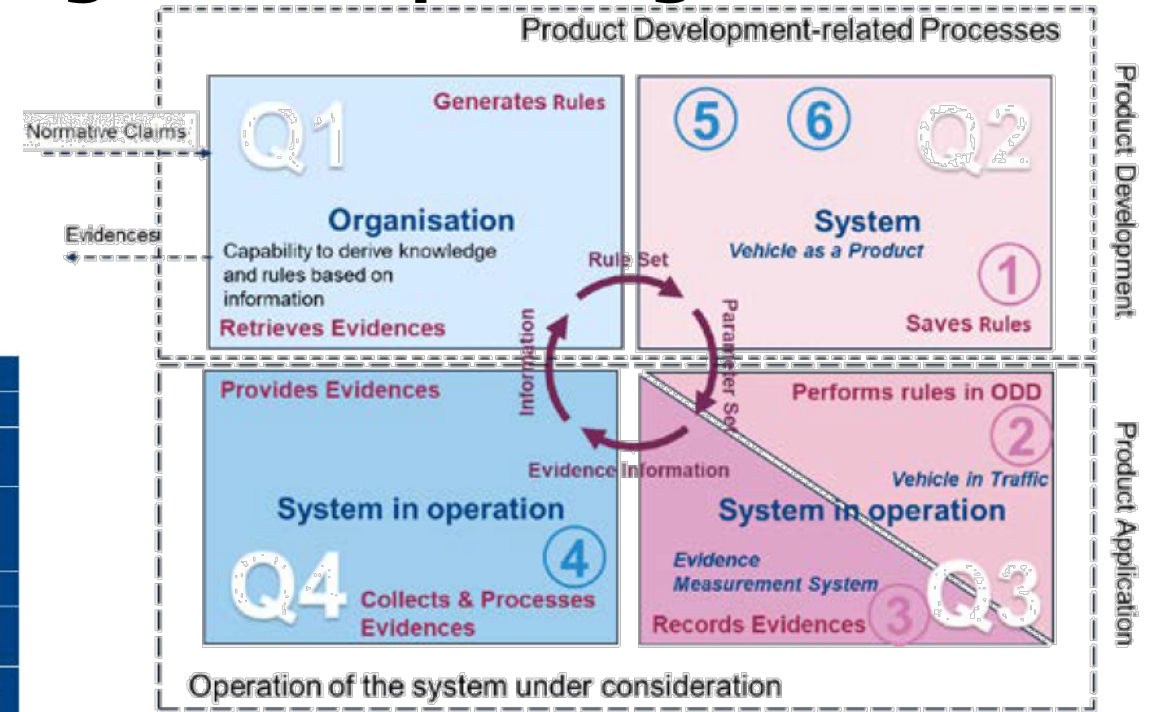 Product Development-related Processes
Normative Claims
Evidences
Q1
Generates Rules
Organisation
Capability to derive knowledge
and rules based on
information
Retrieves Evidences
5
6
Q2
System
Vehicle as a Product
1
Saves Rules
Product Development
Rule Set
Parameter Set
Evidence Information
Information
Provides Evidences
System in operation
4
Q4
Collects & Processes
Evidences
Performs rules in ODD
2
Vehicle in Traffic
System in operation
Evidence
Measurement System
Records Evidences
3
Q3
Product Application
Operation of the system under consideration